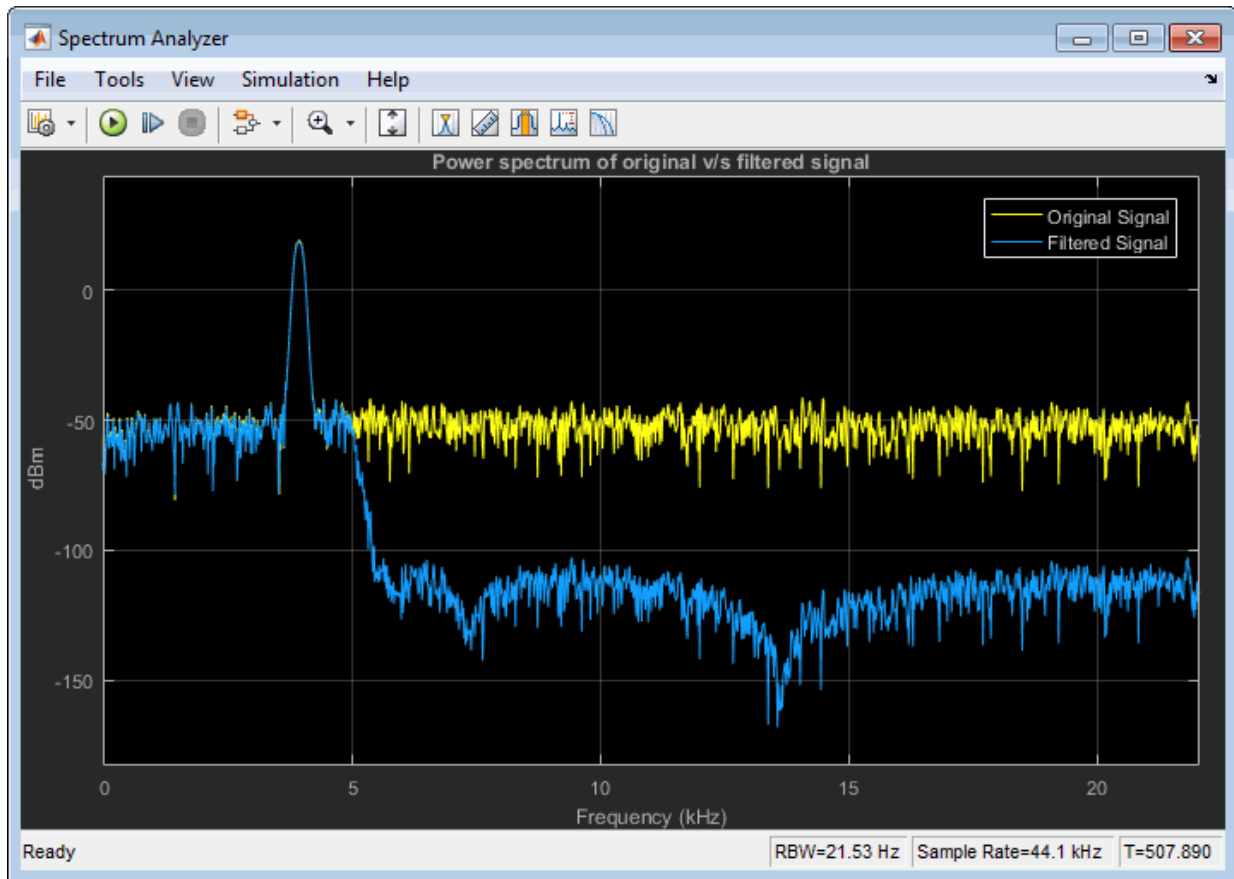 Spectrum Analyzer
File Tools View Simulation Help
Power spectrum of original v/s filtered signal
Original Signal
Filtered Signal
0
-50
-100
-150
dBm
0 5 10 15 20
Frequency (kHz)
Ready RBW=21.53 Hz Sample Rate=44.1 kHz T=507.890